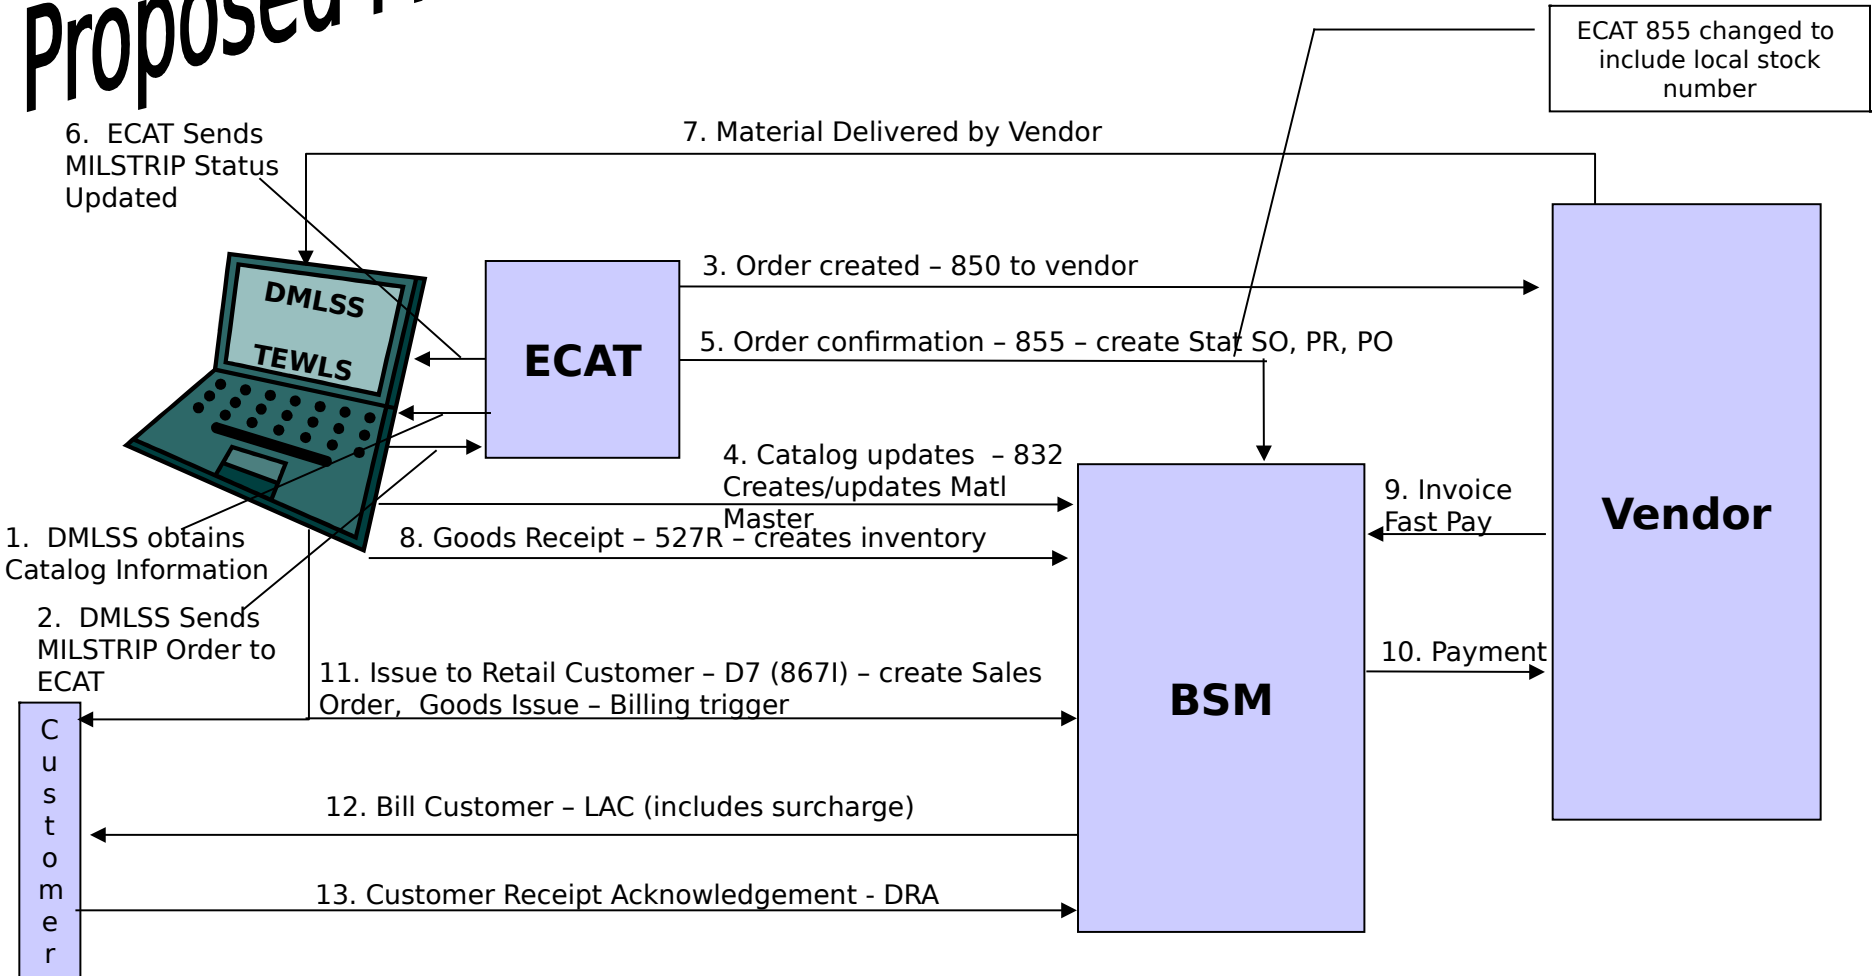 Proposed
ECAT 855 changed to
include local stock
number
6. ECAT Sends
MILSTRIP Status
Updated
7. Material Delivered by Vendor
DMLSS
TEWLS
ECAT
3. Order created – 850 to vendor
5. Order confirmation – 855 – create Stat SO, PR, PO
4. Catalog updates – 832
Creates/updates Matl
Master
8. Goods Receipt – 527R – creates inventory
9. Invoice
Fast Pay
Vendor
1. DMLSS obtains
Catalog Information
2. DMLSS Sends
MILSTRIP Order to
ECAT
10. Payment
11. Issue to Retail Customer – D7 (867I) – create Sales
Order, Goods Issue – Billing trigger
BSM
Customer
12. Bill Customer – LAC (includes surcharge)
13. Customer Receipt Acknowledgement - DRA